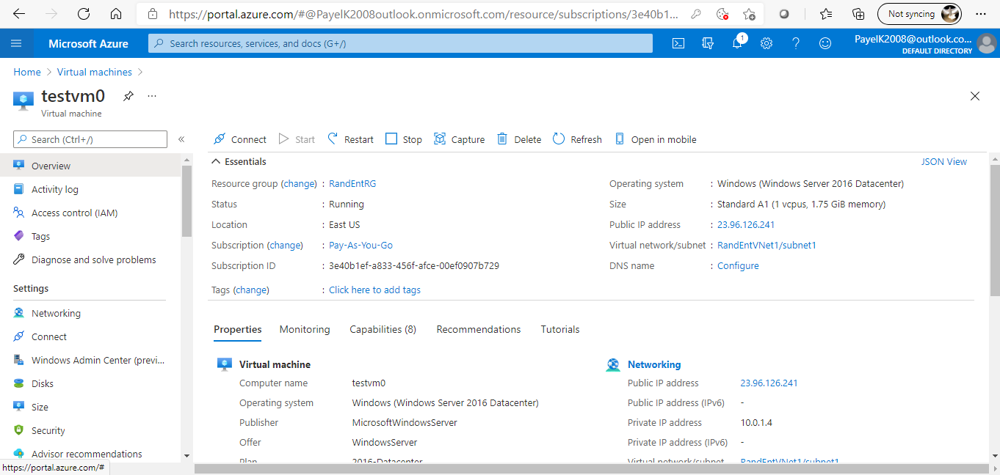 https://portal.azure.com/#@PayelK2008outlook.onmicrosoft.com/resource/subscriptions/3e40b1...
Not syncing
Microsoft Azure
Search resources, services, and docs (G+/)
1
PayelK2008@outlook.co...
DEFAULT DIRECTORY
Home > Virtual machines >
testvm0
Virtual machine
Search (Ctrl+/)
Connect
Start
Restart
Stop
Capture
Delete
Refresh
Open in mobile
Overview
Activity log
Access control (IAM)
Tags
Diagnose and solve problems
Settings
Networking
Connect
Windows Admin Center (previ...
Disks
Size
Security
Advisor recommendations
https://portal.azure.com/#
Essentials
JSON View
Resource group (change) : RandEntRG
Status : Running
Location : East US
Subscription (change) : Pay-As-You-Go
Subscription ID : 3e40b1ef-a833-456f-afce-00ef0907b729
Tags (change) : Click here to add tags
Operating system : Windows (Windows Server 2016 Datacenter)
Size : Standard A1 (1 vcpus, 1.75 GiB memory)
Public IP address : 23.96.126.241
Virtual network/subnet : RandEntVNet1/subnet1
DNS name : Configure
Properties
Monitoring
Capabilities (8)
Recommendations
Tutorials
Virtual machine
Computer name testvm0
Operating system Windows (Windows Server 2016 Datacenter)
Publisher MicrosoftWindowsServer
Offer WindowsServer
Plan 2016-Datacenter
Networking
Public IP address 23.96.126.241
Public IP address (IPv6) -
Private IP address 10.0.1.4
Private IP address (IPv6) -
Virtual network/subnet RandEntVNet1/subnet1